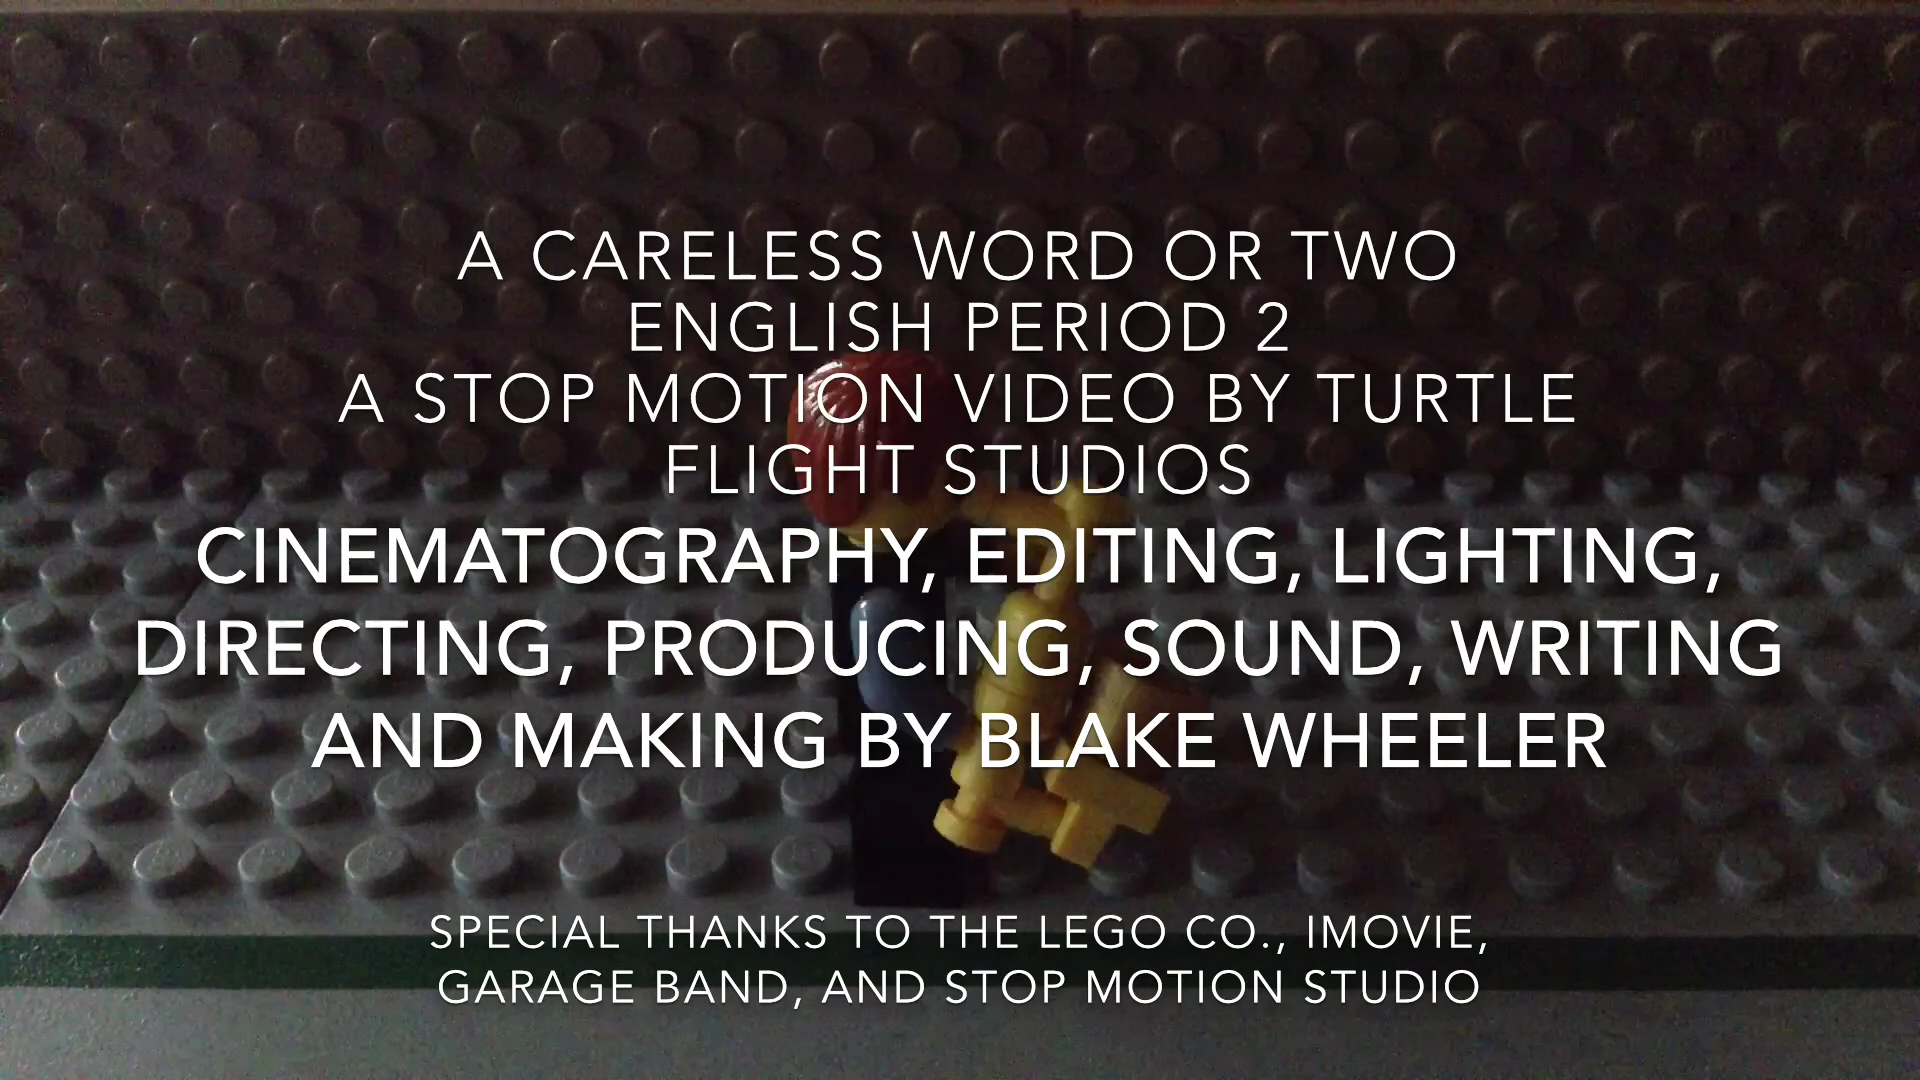 A CARELESS WORD OR TWO
ENGLISH PERIOD 2
A STOP MOTION VIDEO BY TURTLE
FLIGHT STUDIOS
CINEMATOGRAPHY, EDITING, LIGHTING,
DIRECTING, PRODUCING, SOUND, WRITING
AND MAKING BY BLAKE WHEELER
SPECIAL THANKS TO THE LEGO CO., IMOVIE,
GARAGE BAND, AND STOP MOTION STUDIO